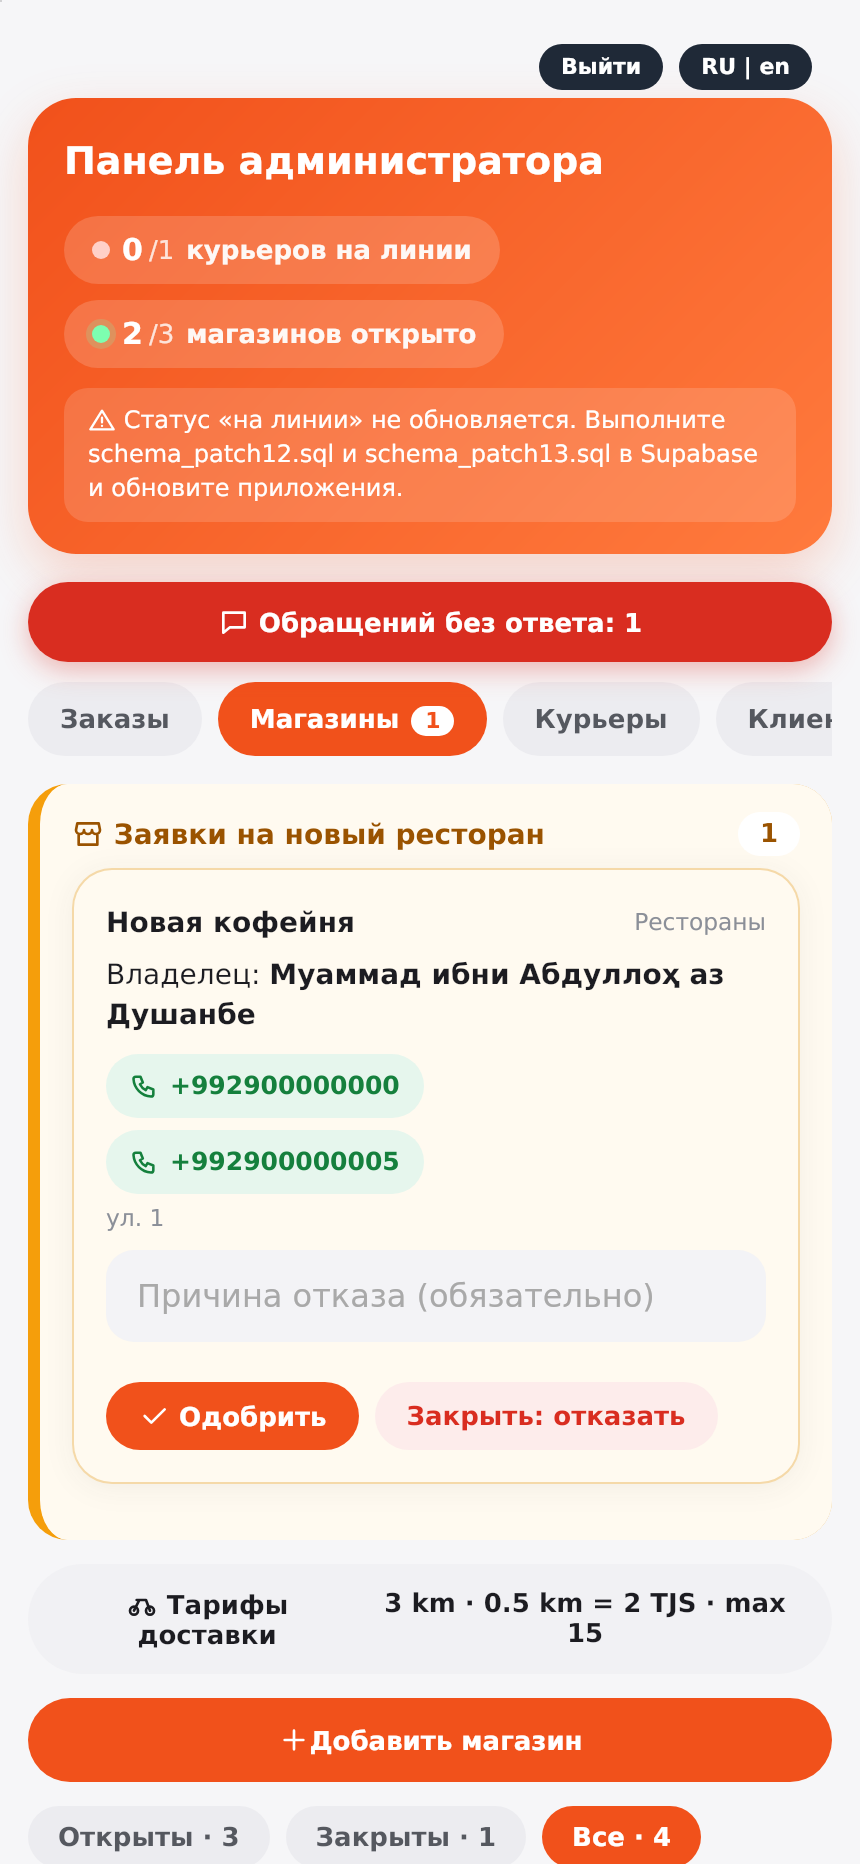 Выйти
RU | en
Панель администратора
0 /1 курьеров на линии
2 /3 магазинов открыто
Статус «на линии» не обновляется. Выполните
schema_patch12.sql и schema_patch13.sql в Supabase
и обновите приложения.
Обращений без ответа: 1
Заказы
Магазины 1
Курьеры
Клиен
Заявки на новый ресторан
1
Новая кофейня
Рестораны
Владелец: Муаммад ибни Абдуллоҳ аз
Душанбе
+992900000000
+992900000005
ул. 1
Причина отказа (обязательно)
Одобрить
Закрыть: отказать
Тарифы
доставки
3 km · 0.5 km = 2 TJS · max
15
Добавить магазин
Открыты · 3
Закрыты · 1
Все · 4